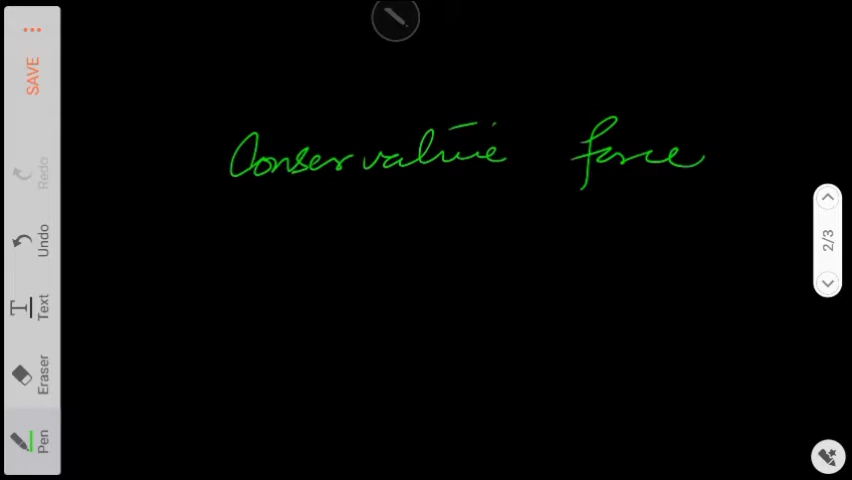 Conservative force
SAVE
Redo
Undo
Text
Eraser
Pen
2/3